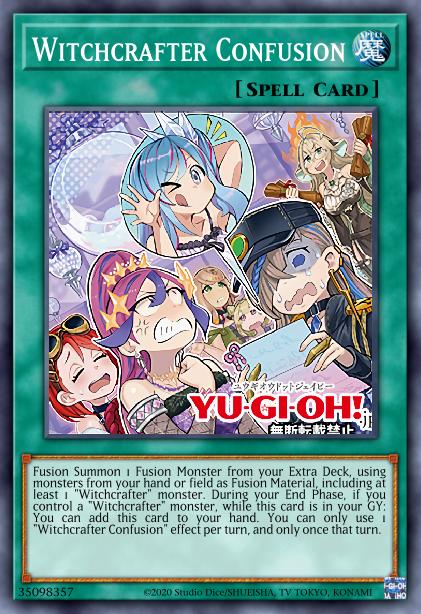 WITCHCRAFTER CONFUSION
SPELL
魔
[ SPELL CARD ]
ユウギオウドットジェイピー
YU-GI-OH!
無断転載禁止
Fusion Summon 1 Fusion Monster from your Extra Deck, using
monsters from your hand or field as Fusion Material, including at
least 1 "Witchcrafter" monster. During your End Phase, if you
control a "Witchcrafter" monster, while this card is in your GY:
You can add this card to your hand. You can only use 1
"Witchcrafter Confusion" effect per turn, and only once that turn.
35098357
©2020 Studio Dice/SHUEISHA, TV TOKYO, KONAMI